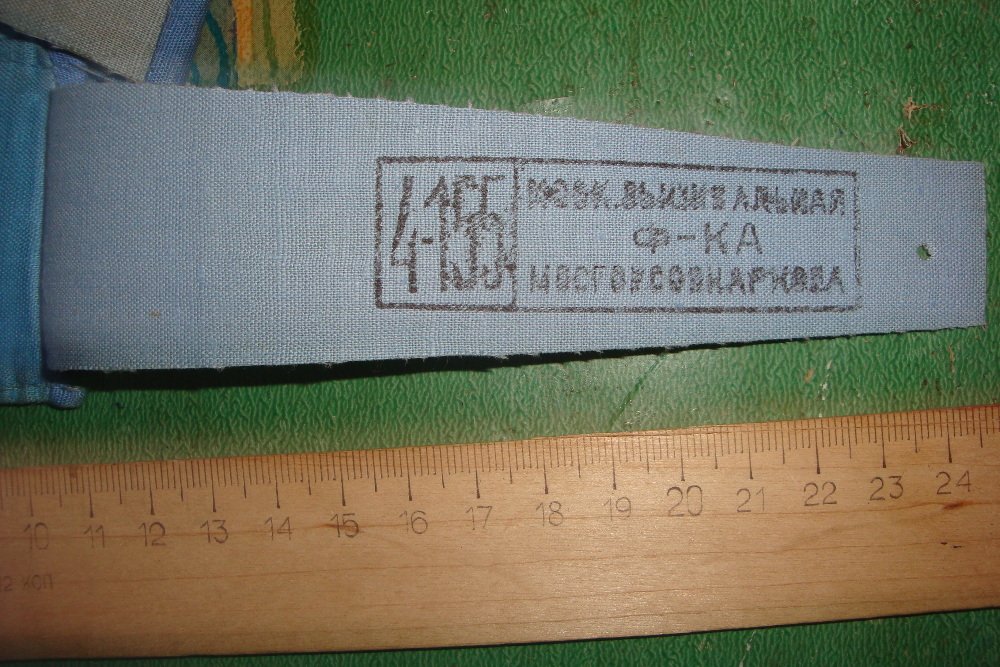 МОСК. ВЫШИВАЛЬНАЯ
Ф-КА
МОСГОРСОВНАРХОЗА
10 11 12 13 14 15 16 17 18 19 20 21 22 23 24
КОП